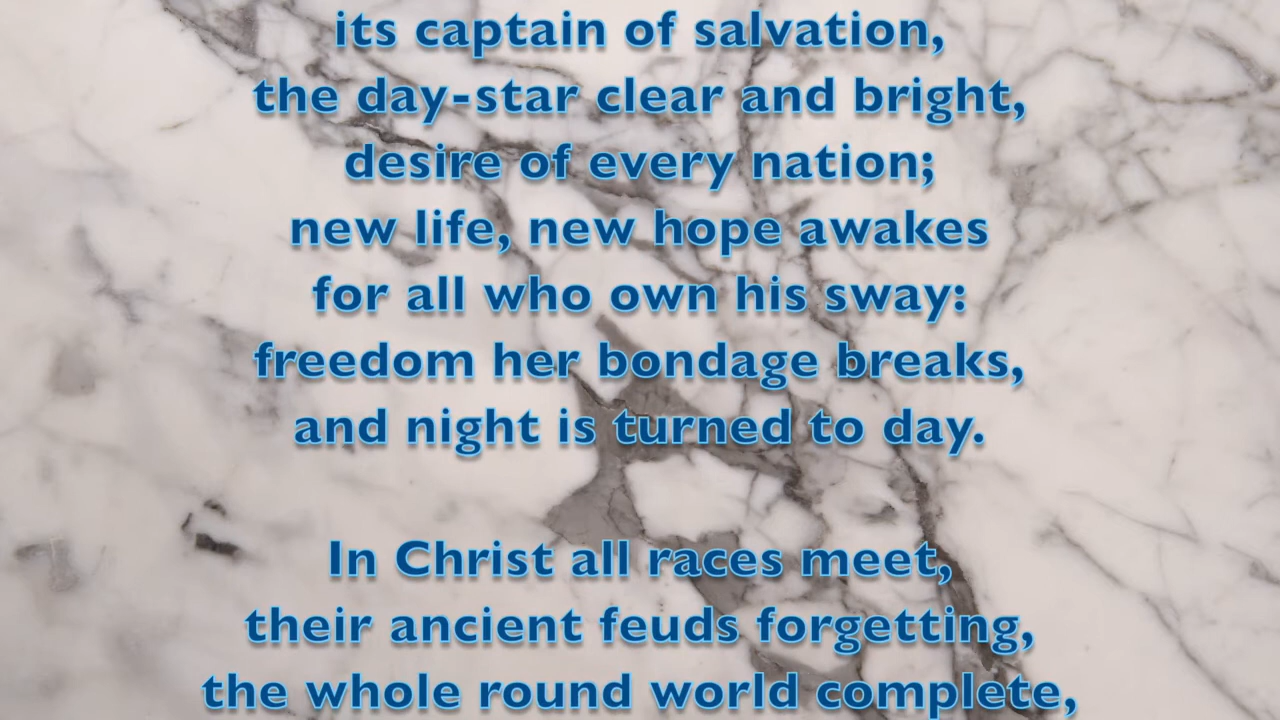 its captain of salvation,
the day-star clear and bright,
desire of every nation;
new life, new hope awakes
for all who own his sway:
freedom her bondage breaks,
and night is turned to day.
In Christ all races meet,
their ancient feuds forgetting,
the whole round world complete,